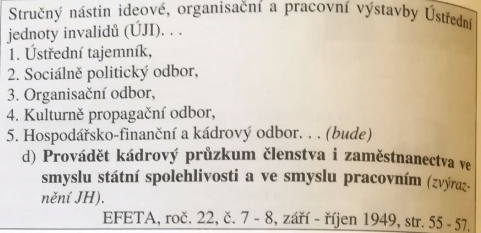 Stručný nástin ideové, organisační a pracovní výstavby Ústřední
jednoty invalidů (ÚJI). . .
1. Ústřední tajemník,
2. Sociálně politický odbor,
3. Organisační odbor,
4. Kulturně propagační odbor,
5. Hospodářsko-finanční a kádrový odbor. . . (bude)
d) Provádět kádrový průzkum členstva i zaměstnanectva ve
smyslu státní spolehlivosti a ve smyslu pracovním (zvýraz-
nění JH).
EFETA, roč. 22, č. 7 - 8, září - říjen 1949, str. 55 - 57.